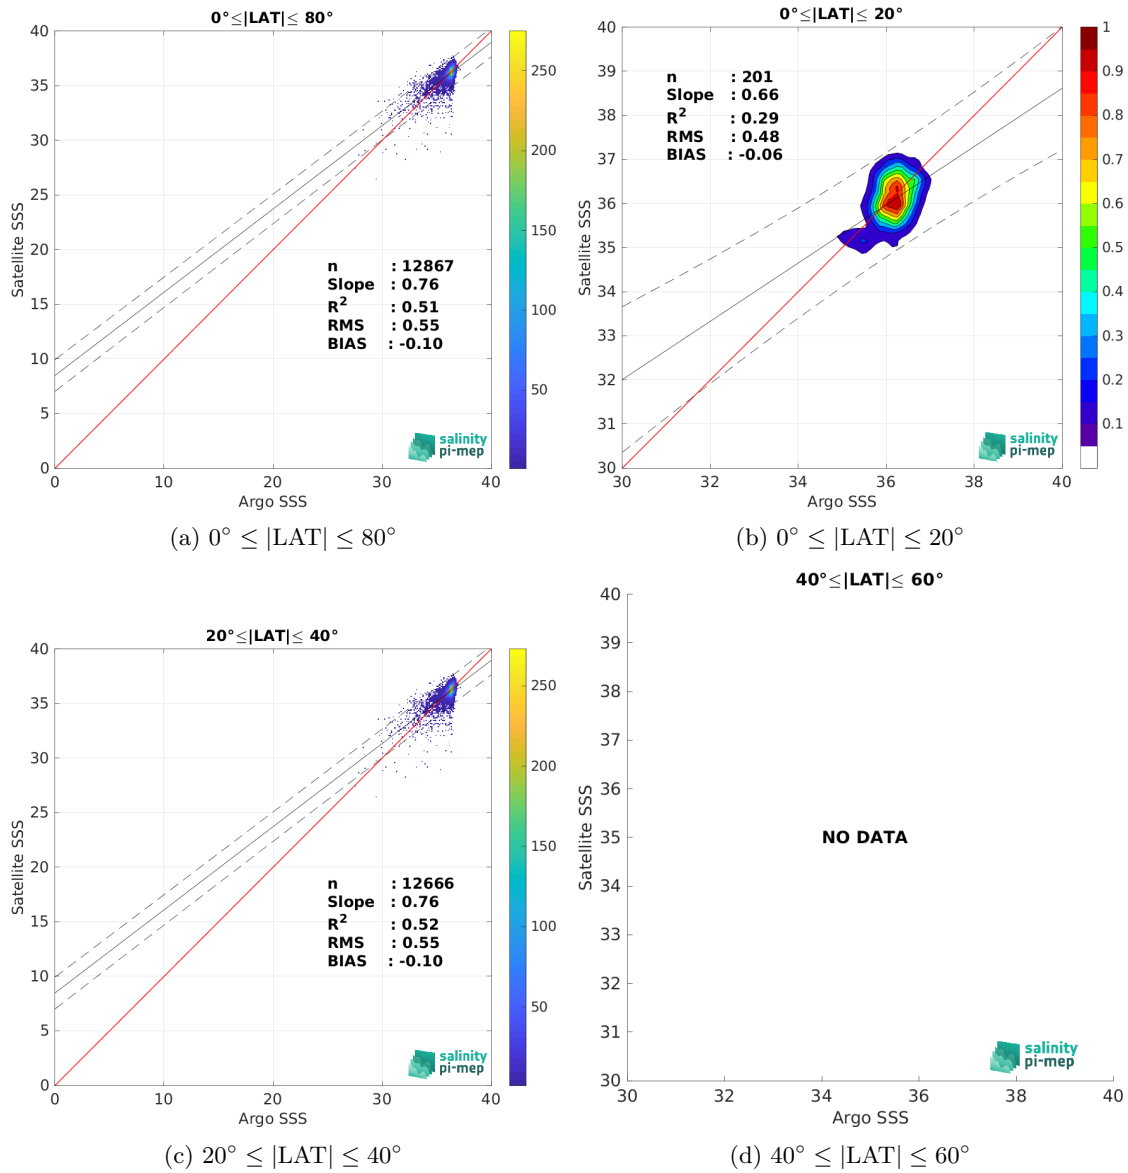 0°≤|LAT|≤ 80°
40
35
30
25
20
15
10
5
0
0
10
20
30
40
Satellite SSS
Argo SSS
n : 12867
Slope : 0.76
R² : 0.51
RMS : 0.55
BIAS : -0.10
250
200
150
100
50
salinity
pi-mep
(a) 0° ≤ |LAT| ≤ 80°
0°≤|LAT|≤ 20°
40
39
38
37
36
35
34
33
32
31
30
30
32
34
36
38
40
Satellite SSS
Argo SSS
n : 201
Slope : 0.66
R² : 0.29
RMS : 0.48
BIAS : -0.06
1
0.9
0.8
0.7
0.6
0.5
0.4
0.3
0.2
0.1
salinity
pi-mep
(b) 0° ≤ |LAT| ≤ 20°
20°≤|LAT|≤ 40°
40
35
30
25
20
15
10
5
0
0
10
20
30
40
Satellite SSS
Argo SSS
n : 12666
Slope : 0.76
R² : 0.52
RMS : 0.55
BIAS : -0.10
250
200
150
100
50
salinity
pi-mep
(c) 20° ≤ |LAT| ≤ 40°
40°≤|LAT|≤ 60°
40
39
38
37
36
35
34
33
32
31
30
30
32
34
36
38
40
Satellite SSS
Argo SSS
NO DATA
salinity
pi-mep
(d) 40° ≤ |LAT| ≤ 60°